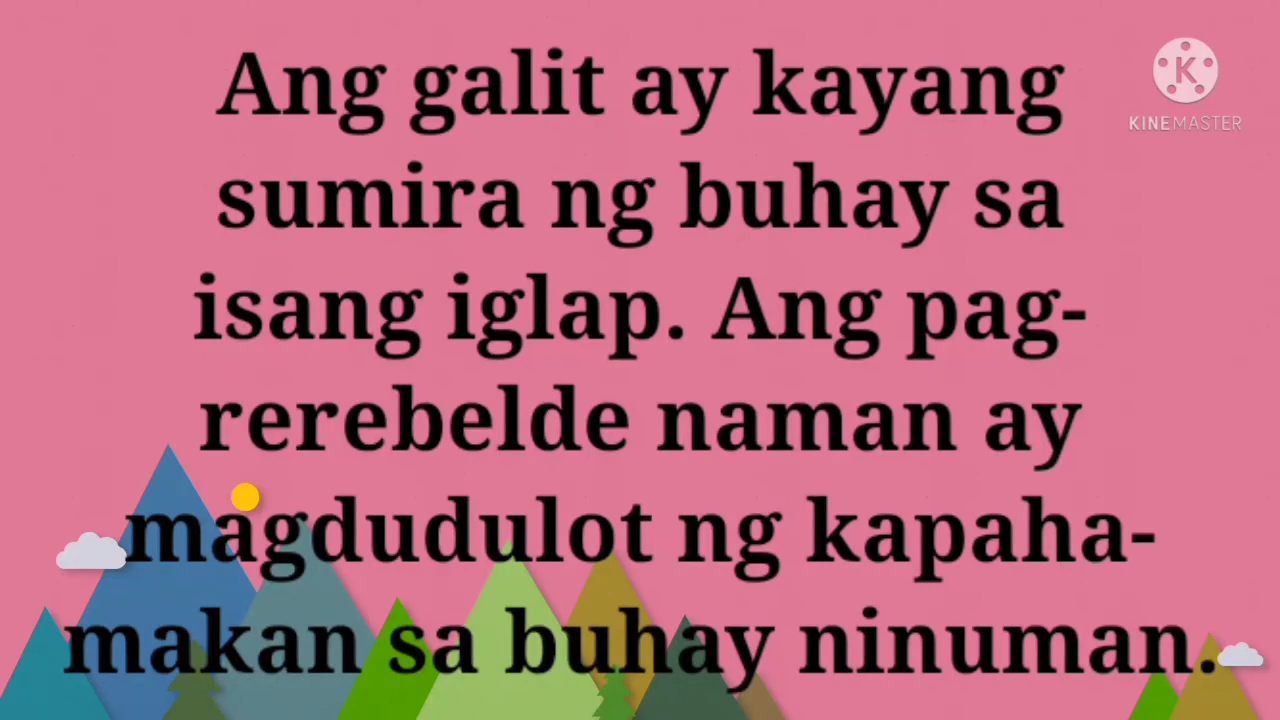 Ang galit ay kayang
sumira ng buhay sa
isang iglap. Ang pag-
rerebelde naman ay
magdudulot ng kapaha-
makan sa buhay ninuman.
K
KINEMASTER